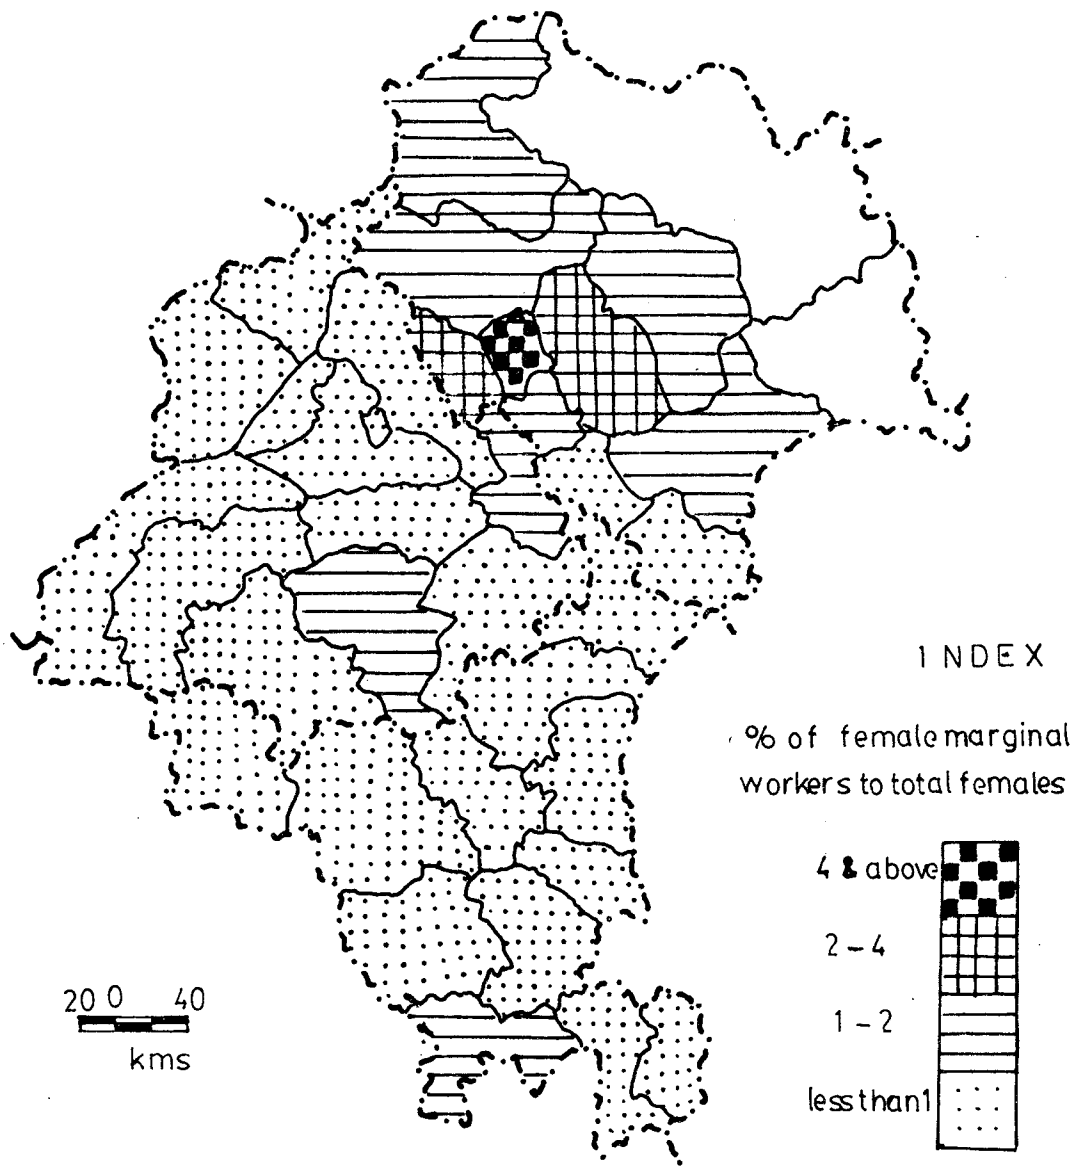 INDEX
% of female marginal
workers to total females
4 & above
2 - 4
1 - 2
less than 1
20 0 40
kms